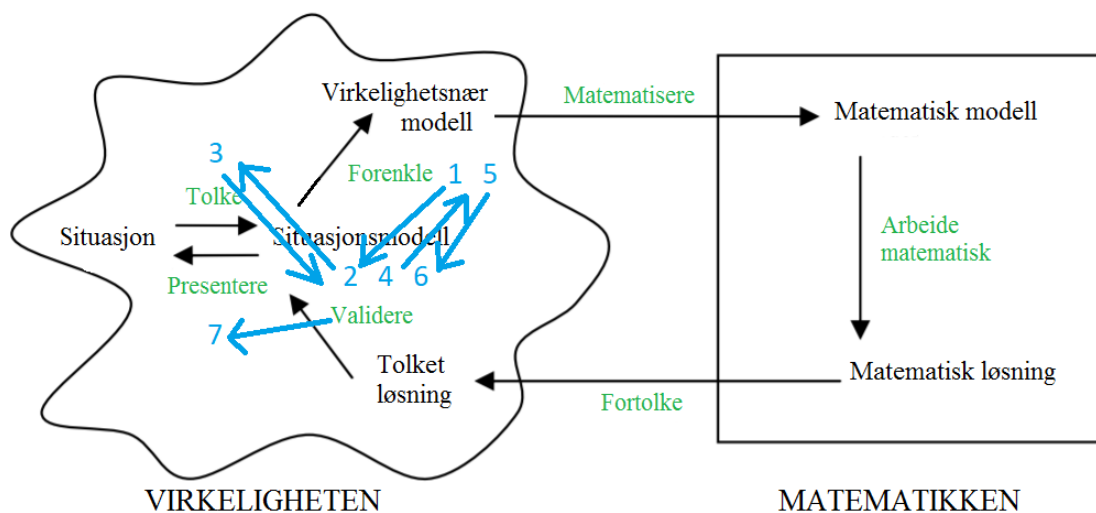 Virkelighetsnær
modell
Matematisere
Matematisk modell
3
Forenkle
1
5
Tolke
Situasjon
Situasjonsmodell
Arbeide
matematisk
2
4
6
Presentere
7
Validere
Tolket
løsning
Fortolke
Matematisk løsning
VIRKELIGHETEN
MATEMATIKKEN